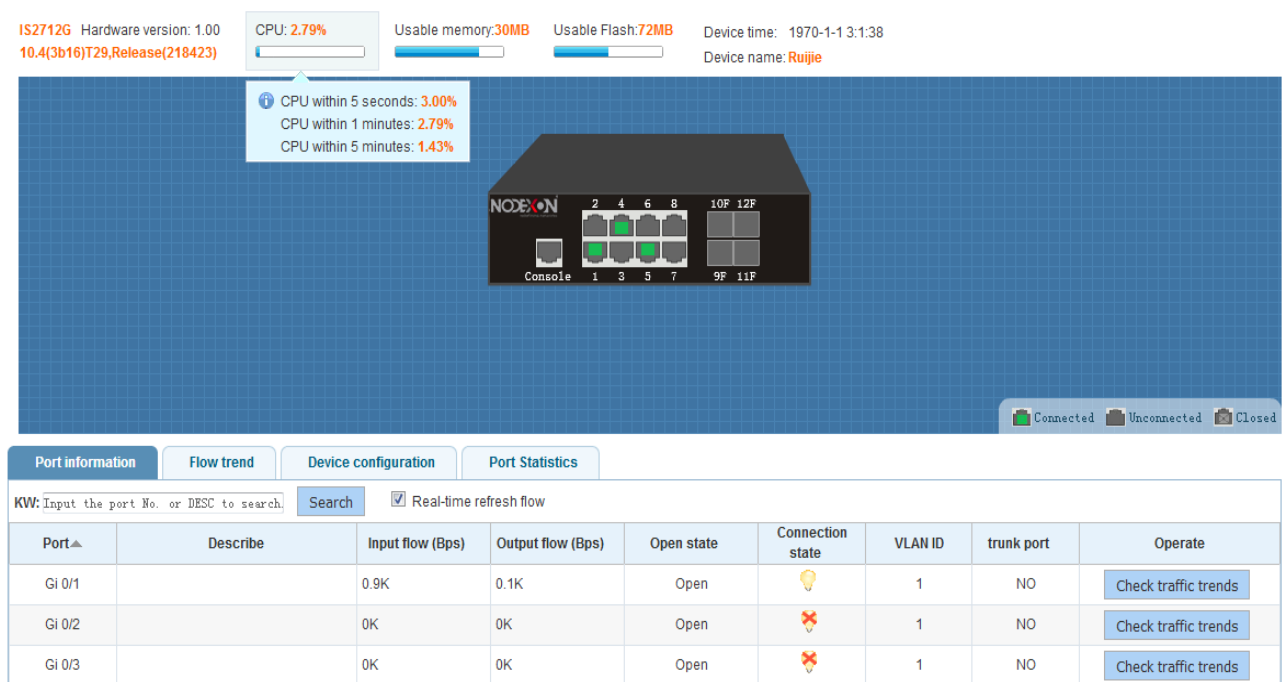 IS2712G Hardware version: 1.00
10.4(3b16)T29,Release(218423)
CPU: 2.79%
Usable memory:30MB
Usable Flash:72MB
Device time: 1970-1-1 3:1:38
Device name: Ruijie
CPU within 5 seconds: 3.00%
CPU within 1 minutes: 2.79%
CPU within 5 minutes: 1.43%
NODEXON
2 4 6 8 10F 12F
Console 1 3 5 7 9F 11F
Connected Unconnected Closed
Port information Flow trend Device configuration Port Statistics
KW: Input the port No. or DESC to search. Search Real-time refresh flow
Port Describe Input flow (Bps) Output flow (Bps) Open state Connection state VLAN ID trunk port Operate
Gi 0/1 0.9K 0.1K Open 1 NO Check traffic trends
Gi 0/2 0K 0K Open 1 NO Check traffic trends
Gi 0/3 0K 0K Open 1 NO Check traffic trends